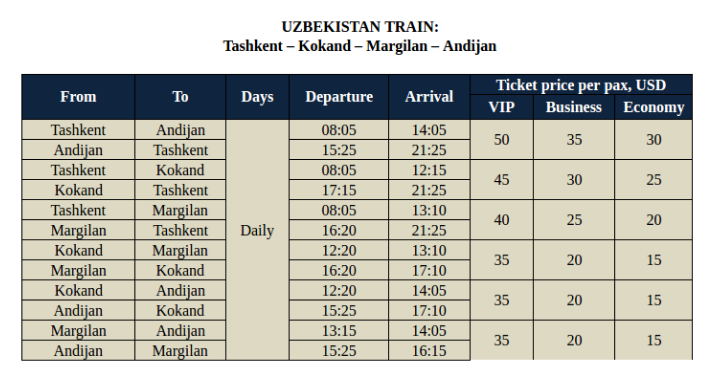 UZBEKISTAN TRAIN:
Tashkent – Kokand – Margilan – Andijan
From To Days Departure Arrival Ticket price per pax, USD
VIP Business Economy
Tashkent Andijan Daily 08:05 14:05 50 35 30
Andijan Tashkent 15:25 21:25
Tashkent Kokand 08:05 12:15 45 30 25
Kokand Tashkent 17:15 21:25
Tashkent Margilan 08:05 13:10 40 25 20
Margilan Tashkent 16:20 21:25
Kokand Margilan 12:20 13:10 35 20 15
Margilan Kokand 16:20 17:10
Kokand Andijan 12:20 14:05 35 20 15
Andijan Kokand 15:25 17:10
Margilan Andijan 13:15 14:05 35 20 15
Andijan Margilan 15:25 16:15